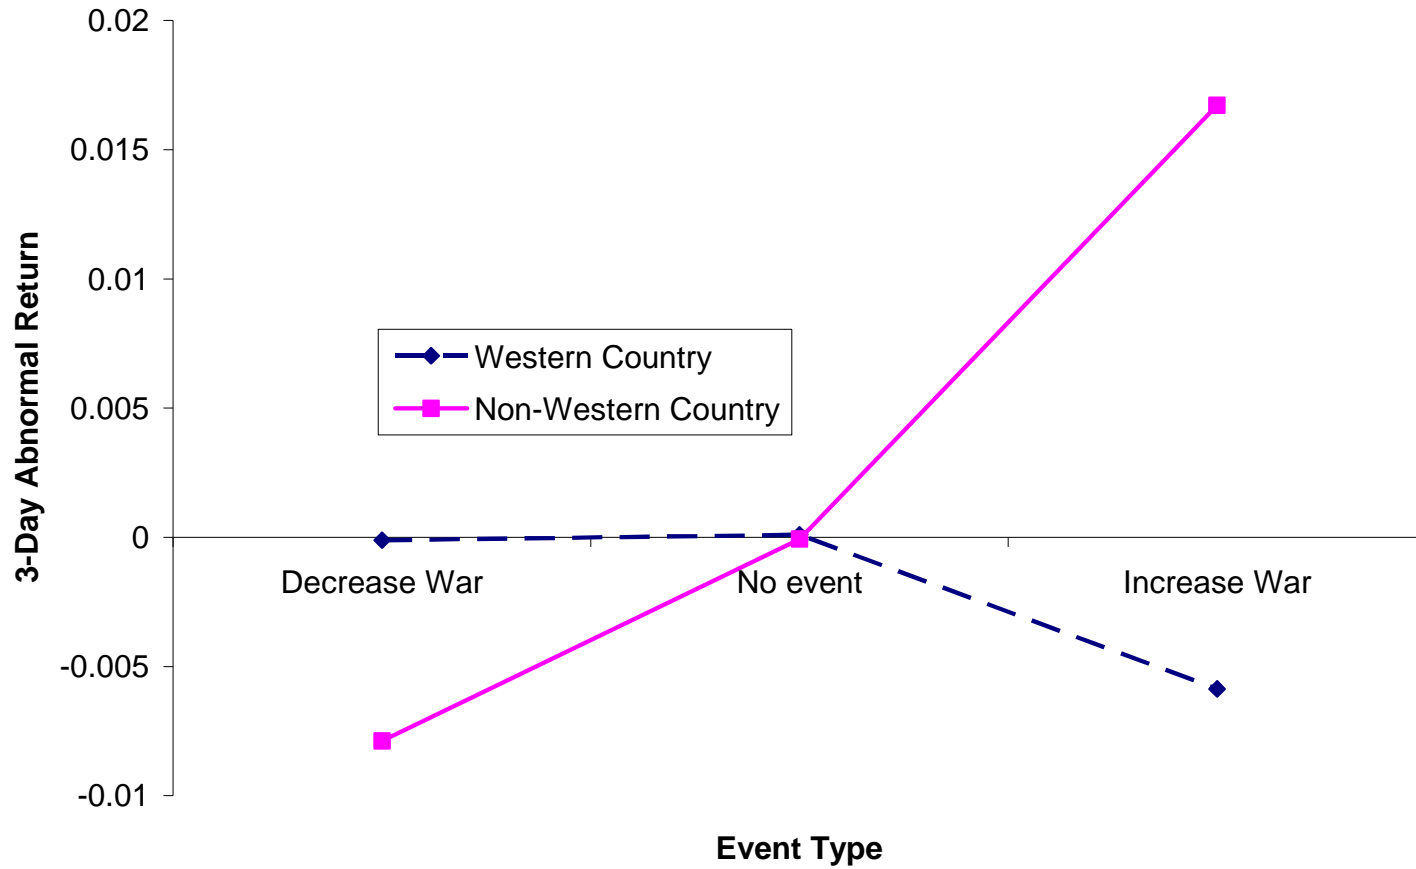 0.02
0.015
0.01
0.005
0
-0.005
-0.01
3-Day Abnormal Return
Western Country
Non-Western Country
Decrease War
No event
Increase War
Event Type